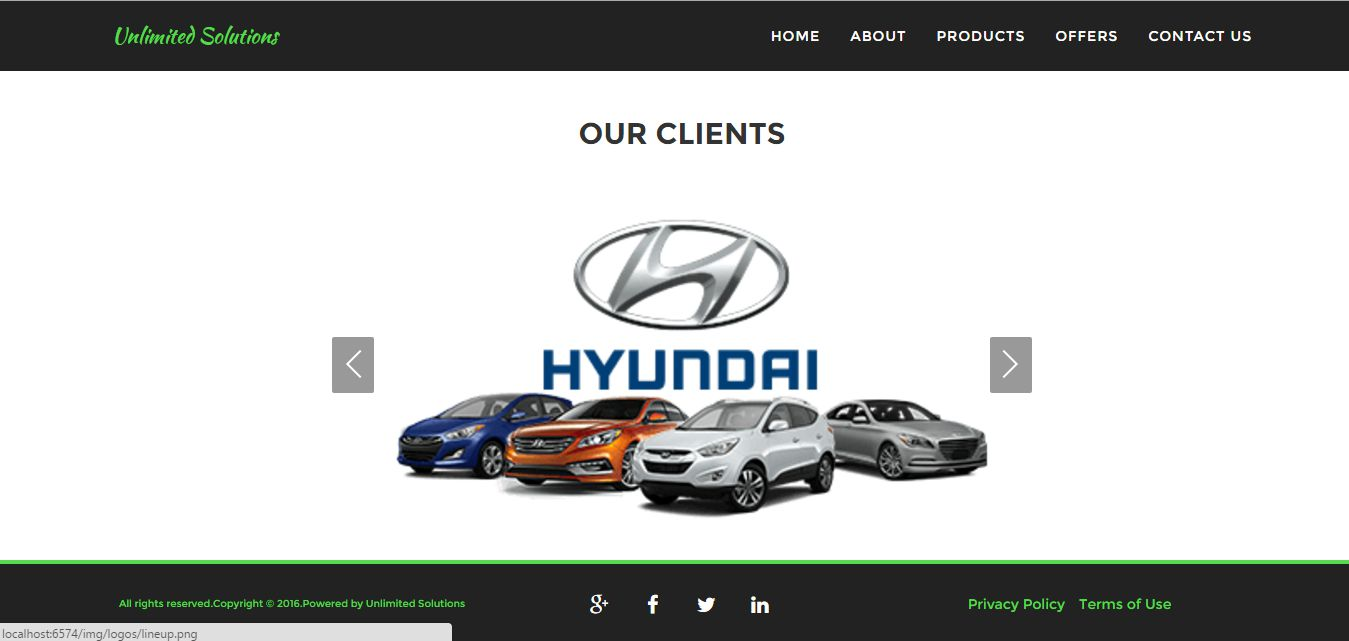 Unlimited Solutions
HOME ABOUT PRODUCTS OFFERS CONTACT US
OUR CLIENTS
HYUNDAI
All rights reserved.Copyright © 2016.Powered by Unlimited Solutions
Privacy Policy Terms of Use
localhost:6574/img/logos/lineup.png